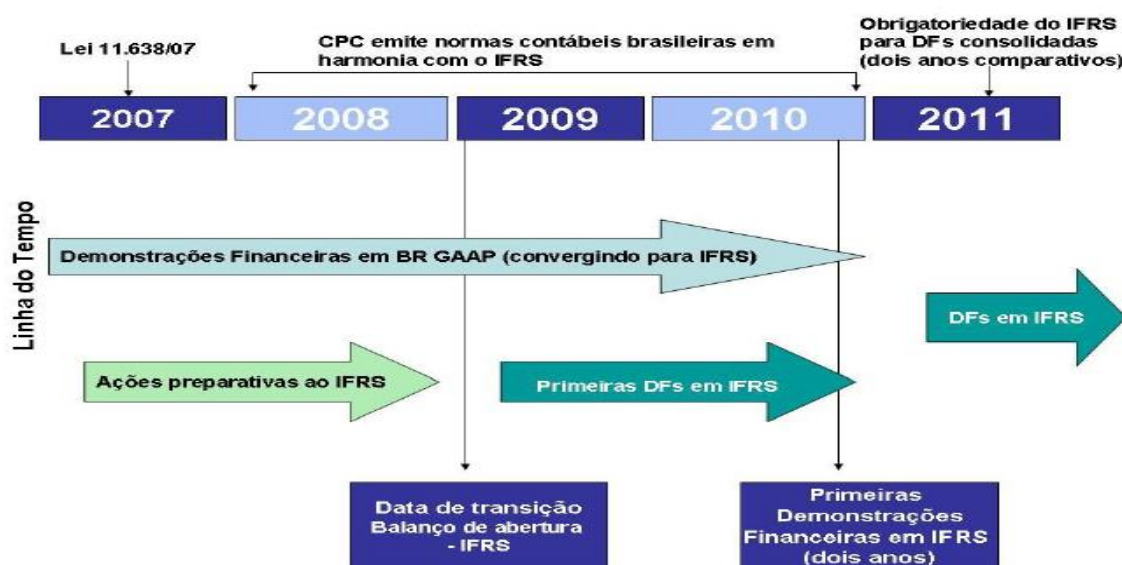 Lei 11.638/07
CPC emite normas contábeis brasileiras em
harmonia com o IFRS
Obrigatoriedade do IFRS
para DFs consolidadas
(dois anos comparativos)
2007
2008
2009
2010
2011
Linha do Tempo
Demonstrações Financeiras em BR GAAP (convergindo para IFRS)
DFs em IFRS
Ações preparativas ao IFRS
Primeiras DFs em IFRS
Data de transição
Balanço de abertura
- IFRS
Primeiras
Demonstrações
Financeiras em IFRS
(dois anos)